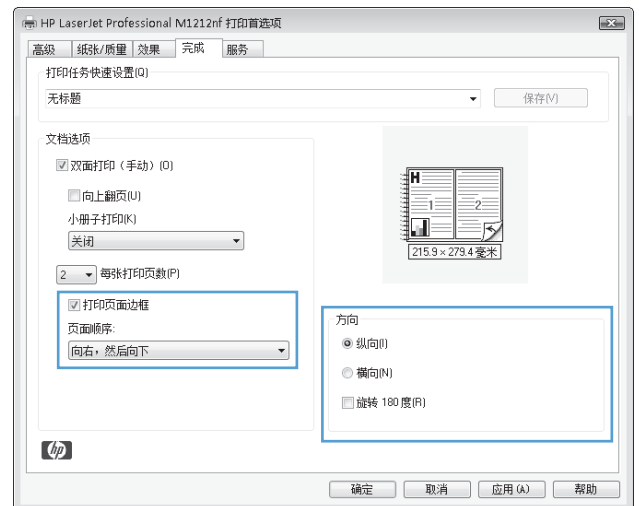 HP LaserJet Professional M1212nf 打印首选项
高级 纸张/质量 效果 完成 服务
打印任务快速设置(Q)
无标题
保存(V)
文档选项
双面打印（手动）(O)
向上翻页(U)
小册子打印(K)
关闭
2 每张打印页数(P)
打印页面边框
页面顺序:
向右，然后向下
H
1 2
215.9 × 279.4 毫米
方向
纵向(I)
横向(N)
旋转 180 度(R)
hp
确定 取消 应用(A) 帮助